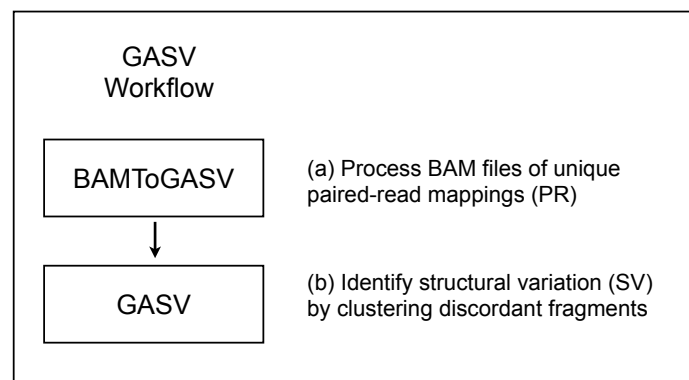 GASV
Workflow
BAMToGASV
(a) Process BAM files of unique
paired-read mappings (PR)
GASV
(b) Identify structural variation (SV)
by clustering discordant fragments